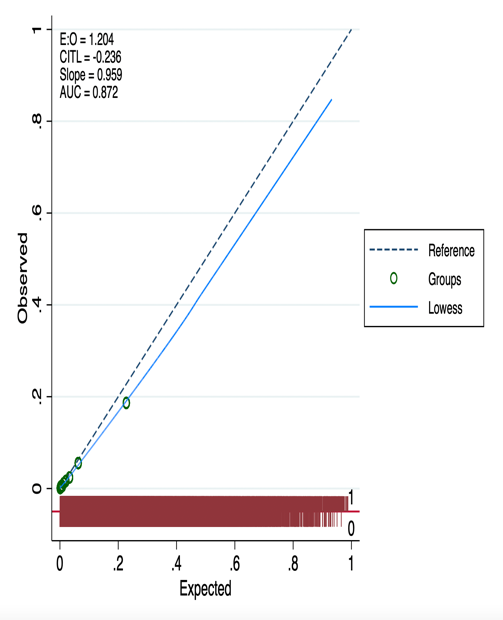 E:O = 1.204
CITL = -0.236
Slope = 0.959
AUC = 0.872
1
.8
.6
.4
.2
0
Observed
Reference
Groups
Lowess
1
0
0 .2 .4 .6 .8 1
Expected